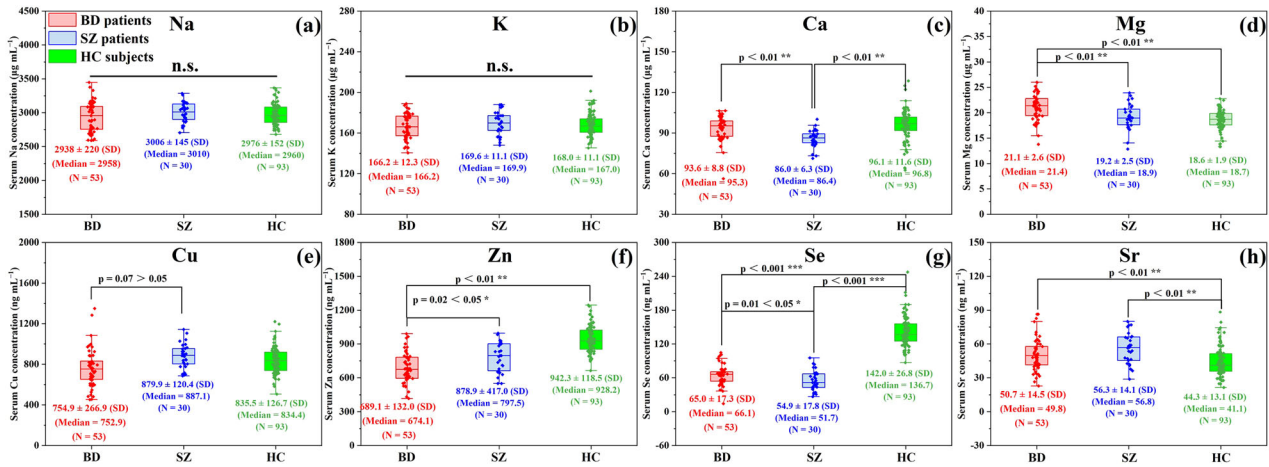 BD patients
SZ patients
HC subjects
Na
(a)
n.s.
Serum Na concentration (μg mL⁻¹)
4500
4000
3500
3000
2500
2000
1500
2938 ± 220 (SD)
(Median = 2958)
(N = 53)
3006 ± 145 (SD)
(Median = 3010)
(N = 30)
2976 ± 152 (SD)
(Median = 2960)
(N = 93)
BD SZ HC
K
(b)
n.s.
Serum K concentration (μg mL⁻¹)
280
240
200
160
120
80
166.2 ± 12.3 (SD)
(Median = 166.2)
(N = 53)
169.6 ± 11.1 (SD)
(Median = 169.9)
(N = 30)
168.0 ± 11.1 (SD)
(Median = 167.0)
(N = 93)
BD SZ HC
Ca
(c)
p < 0.01 **
p < 0.01 **
Serum Ca concentration (μg mL⁻¹)
180
150
120
90
60
30
93.6 ± 8.8 (SD)
(Median = 95.3)
(N = 53)
86.0 ± 6.3 (SD)
(Median = 86.4)
(N = 30)
96.1 ± 11.6 (SD)
(Median = 96.8)
(N = 93)
BD SZ HC
Mg
(d)
p < 0.01 **
p < 0.01 **
Serum Mg concentration (μg mL⁻¹)
40
35
30
25
20
15
10
5
0
21.1 ± 2.6 (SD)
(Median = 21.4)
(N = 53)
19.2 ± 2.5 (SD)
(Median = 18.9)
(N = 30)
18.6 ± 1.9 (SD)
(Median = 18.7)
(N = 93)
BD SZ HC
Cu
(e)
p = 0.07 > 0.05
Serum Cu concentration (ng mL⁻¹)
2000
1600
1200
800
400
0
754.9 ± 266.9 (SD)
(Median = 752.9)
(N = 53)
879.9 ± 120.4 (SD)
(Median = 887.1)
(N = 30)
835.5 ± 126.7 (SD)
(Median = 834.4)
(N = 93)
BD SZ HC
Zn
(f)
p < 0.01 **
p = 0.02 < 0.05 *
Serum Zn concentration (ng mL⁻¹)
1800
1500
1200
900
600
300
0
689.1 ± 132.0 (SD)
(Median = 674.1)
(N = 53)
878.9 ± 417.0 (SD)
(Median = 797.5)
(N = 30)
942.3 ± 118.5 (SD)
(Median = 928.2)
(N = 93)
BD SZ HC
Se
(g)
p < 0.001 ***
p < 0.001 ***
p = 0.01 < 0.05 *
Serum Se concentration (ng mL⁻¹)
300
240
180
120
60
0
-60
65.0 ± 17.3 (SD)
(Median = 66.1)
(N = 53)
54.9 ± 17.8 (SD)
(Median = 51.7)
(N = 30)
142.0 ± 26.8 (SD)
(Median = 136.7)
(N = 93)
BD SZ HC
Sr
(h)
p < 0.01 **
p < 0.01 **
Serum Sr concentration (ng mL⁻¹)
150
120
90
60
30
0
-30
50.7 ± 14.5 (SD)
(Median = 49.8)
(N = 53)
56.3 ± 14.1 (SD)
(Median = 56.8)
(N = 30)
44.3 ± 13.1 (SD)
(Median = 41.1)
(N = 93)
BD SZ HC